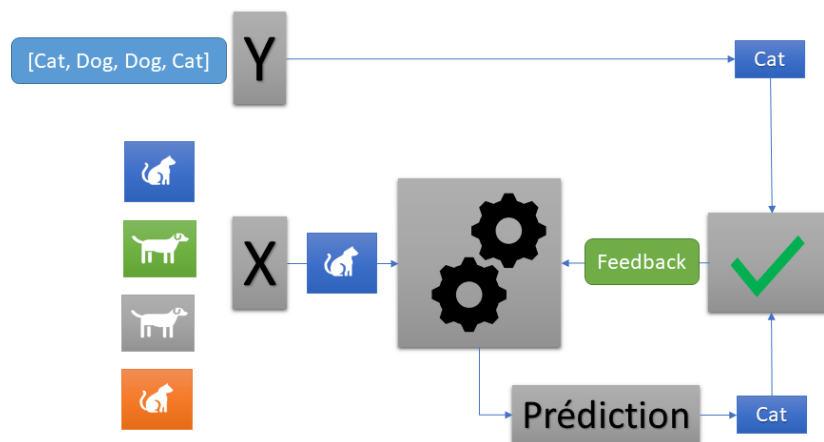 [Cat, Dog, Dog, Cat]
Y
Cat
X
Feedback
Prédiction
Cat